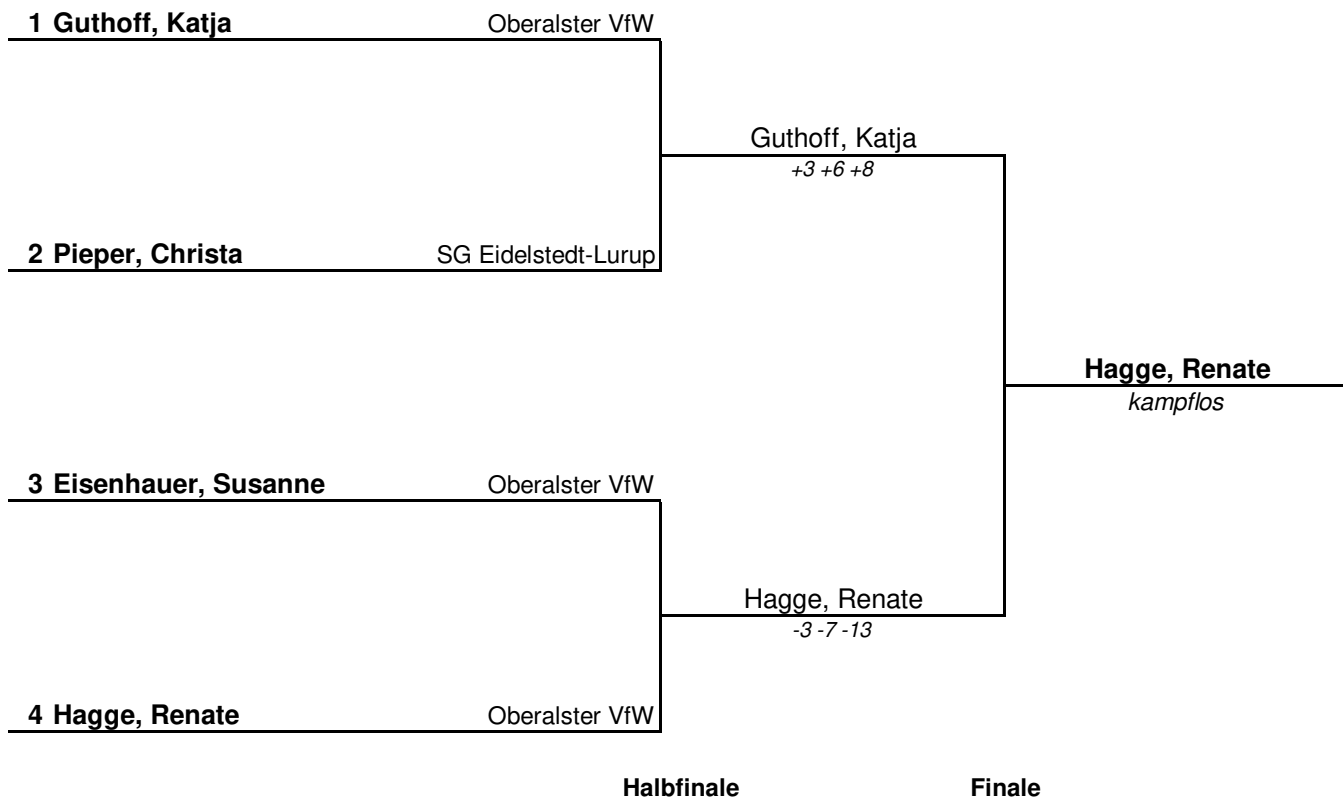 1 Guthoff, Katja Oberalster VfW
Guthoff, Katja
+3 +6 +8
2 Pieper, Christa SG Eidelstedt-Lurup
Hagge, Renate
kampflos
3 Eisenhauer, Susanne Oberalster VfW
Hagge, Renate
-3 -7 -13
4 Hagge, Renate Oberalster VfW
Halbfinale Finale